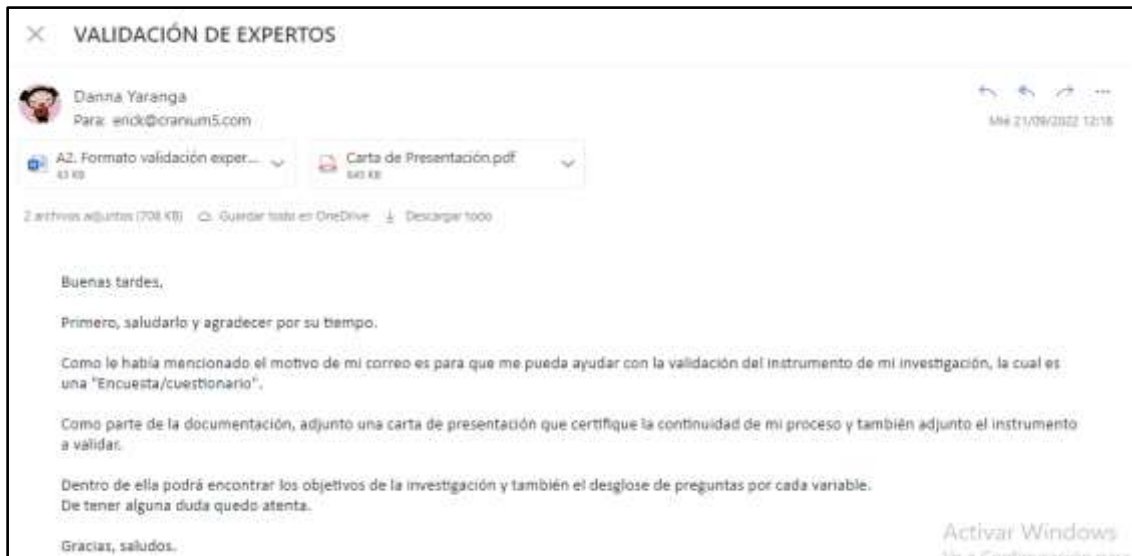 VALIDACIÓN DE EXPERTOS
Danna Yaranga
Para: erick@cranium5.com
Mié 21/09/2022 12:18
A2. Formato validación exper...
63 KB
Carta de Presentación.pdf
KB
2 archivos adjuntos (708 KB) Guardar todo en OneDrive Descargar todo
Buenas tardes,
Primero, saludarlo y agradecer por su tiempo.
Como le había mencionado el motivo de mi correo es para que me pueda ayudar con la validación del instrumento de mi investigación, la cual es
una "Encuesta/cuestionario".
Como parte de la documentación, adjunto una carta de presentación que certifique la continuidad de mi proceso y también adjunto el instrumento
a validar.
Dentro de ella podrá encontrar los objetivos de la investigación y también el desglose de preguntas por cada variable.
De tener alguna duda quedo atenta.
Gracias, saludos.
Activar Windows